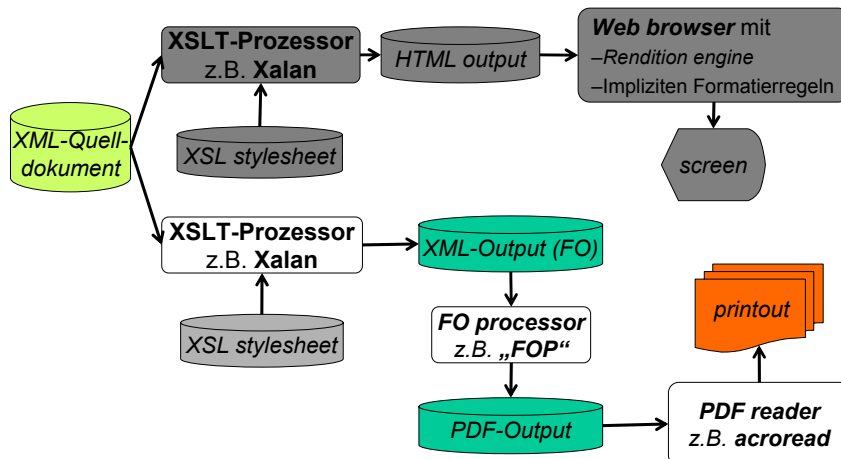 XSLT-Prozessor
z.B. Xalan
HTML output
Web browser mit
–Rendition engine
–Impliziten Formatierregeln
XML-Quell-
dokument
XSL stylesheet
screen
XSLT-Prozessor
z.B. Xalan
XML-Output (FO)
XSL stylesheet
FO processor
z.B. „FOP“
printout
PDF-Output
PDF reader
z.B. acroread